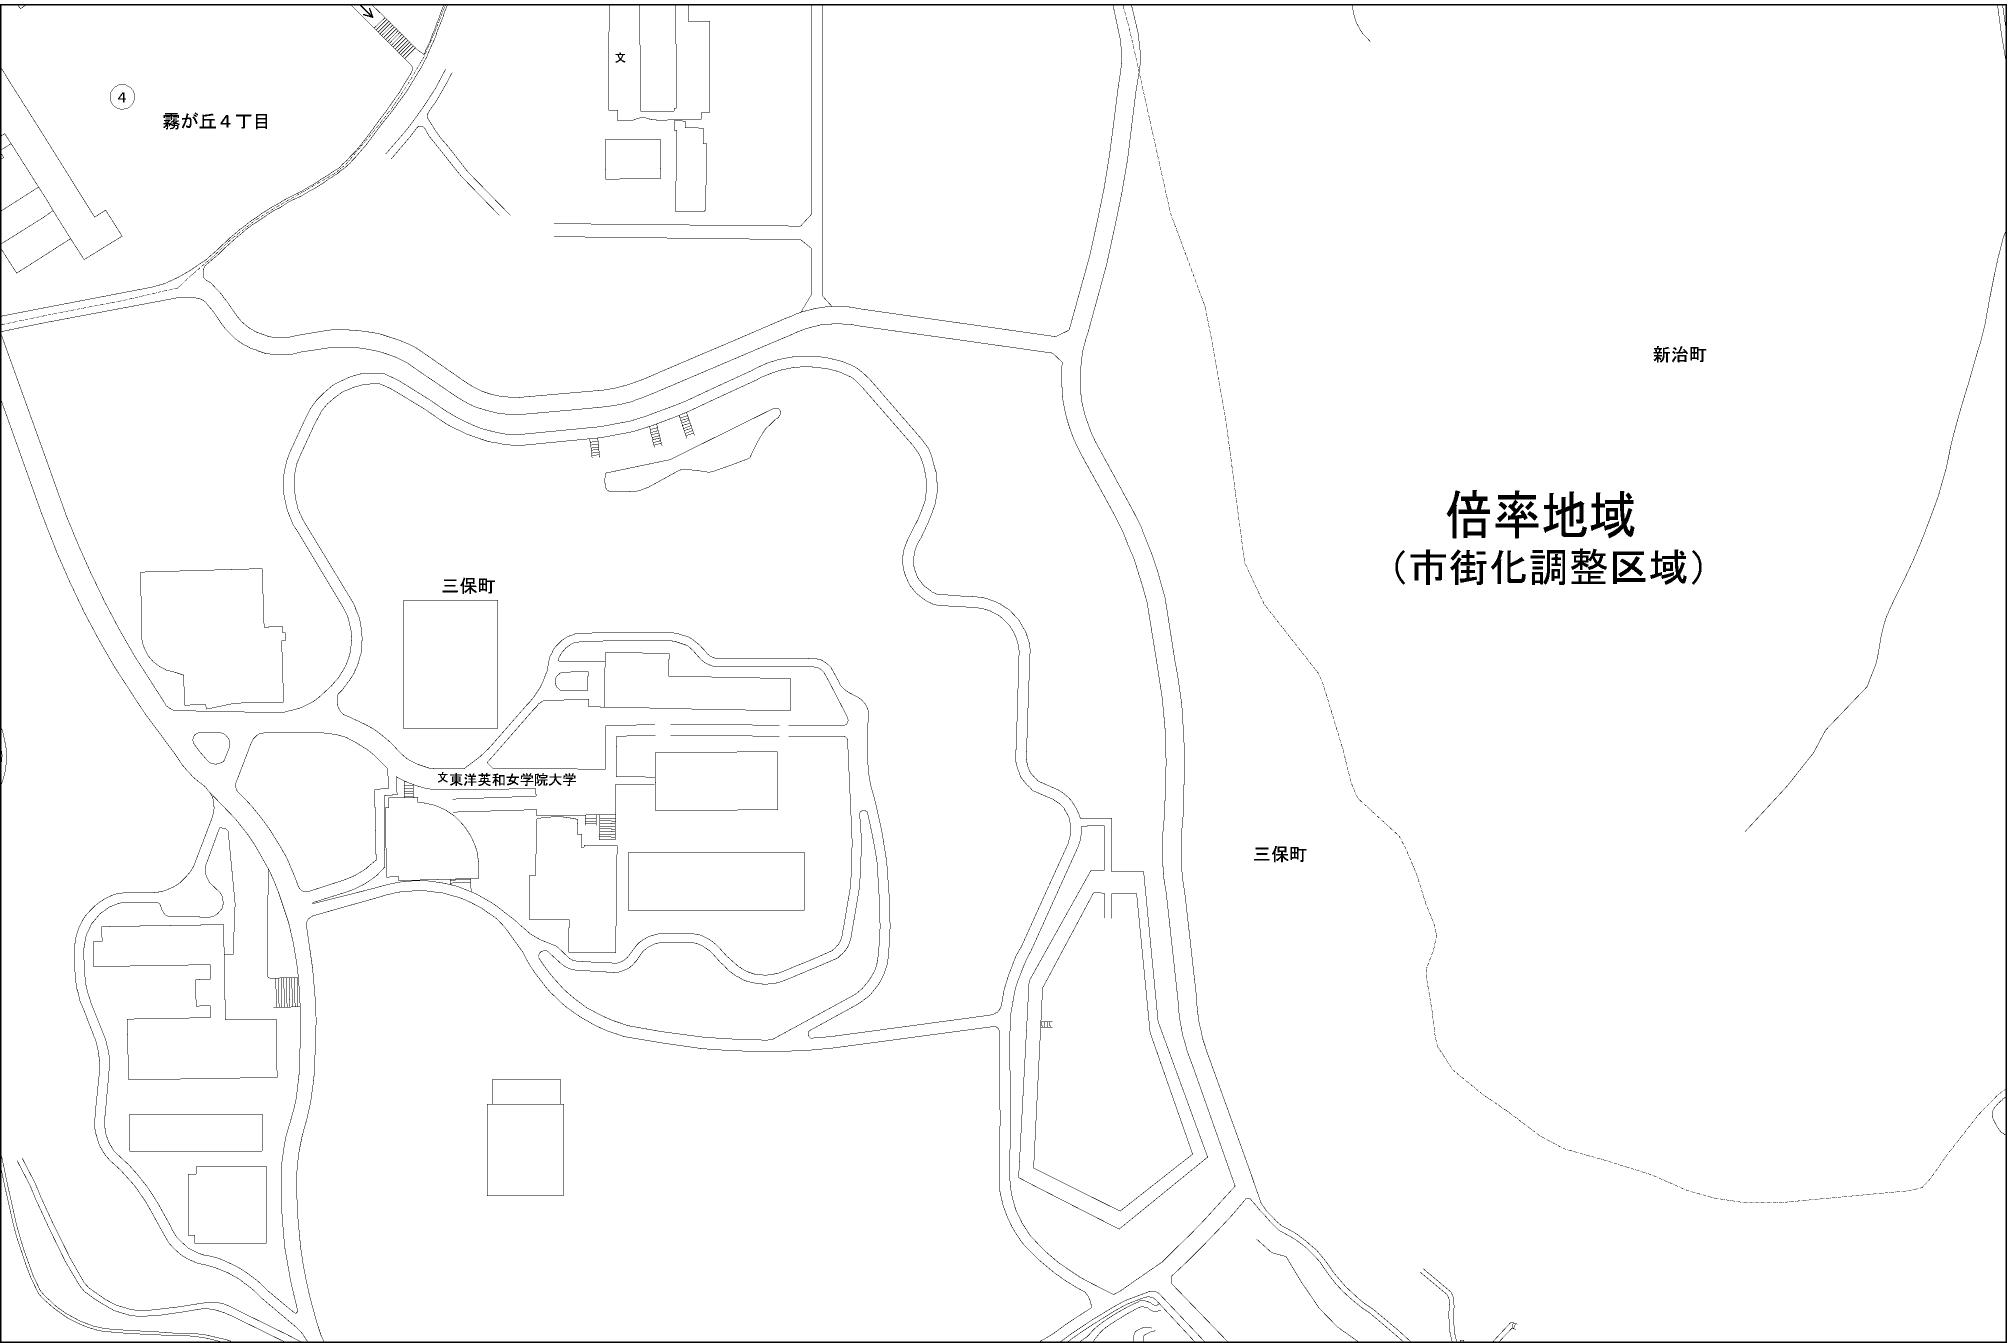 文
④
霧が丘４丁目
新治町
倍率地域
（市街化調整区域）
三保町
文東洋英和女学院大学
三保町